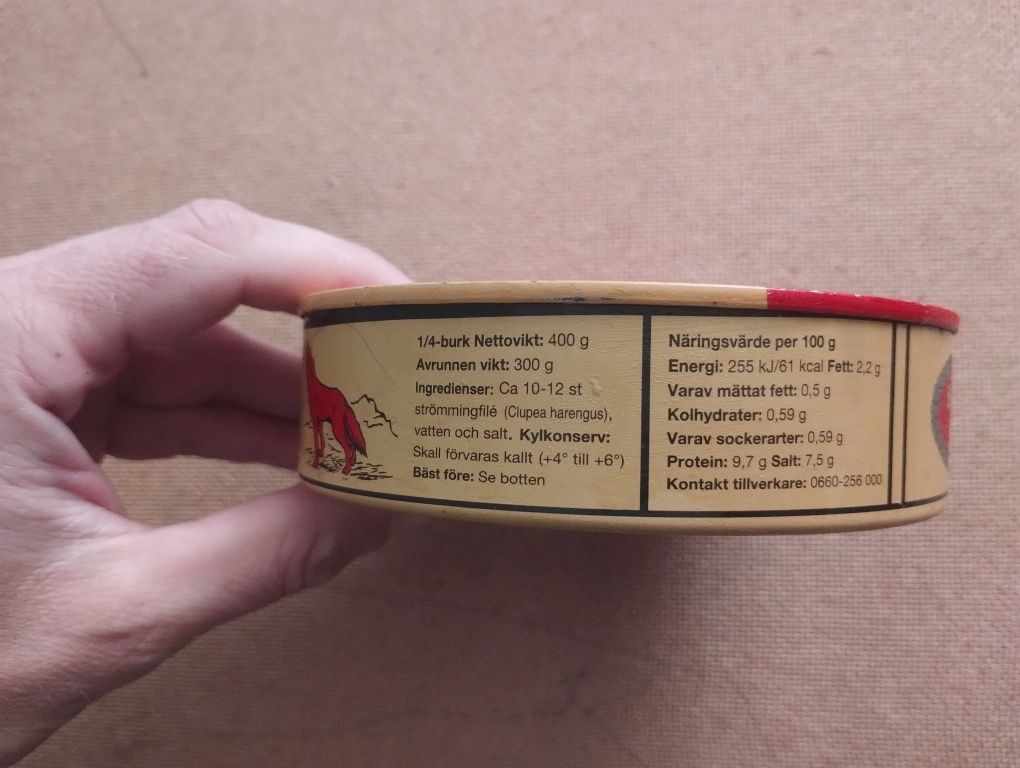 1/4-burk Nettovikt: 400 g
Avrunnen vikt: 300 g
Ingredienser: Ca 10-12 st
strömmingfilé (Clupea harengus),
vatten och salt. Kylkonserv:
Skall förvaras kallt (+4° till +6°)
Bäst före: Se botten
Näringsvärde per 100 g
Energi: 255 kJ/61 kcal Fett: 2,2 g
Varav mättat fett: 0,5 g
Kolhydrater: 0,59 g
Varav sockerarter: 0,59 g
Protein: 9,7 g Salt: 7,5 g
Kontakt tillverkare: 0660-256 000